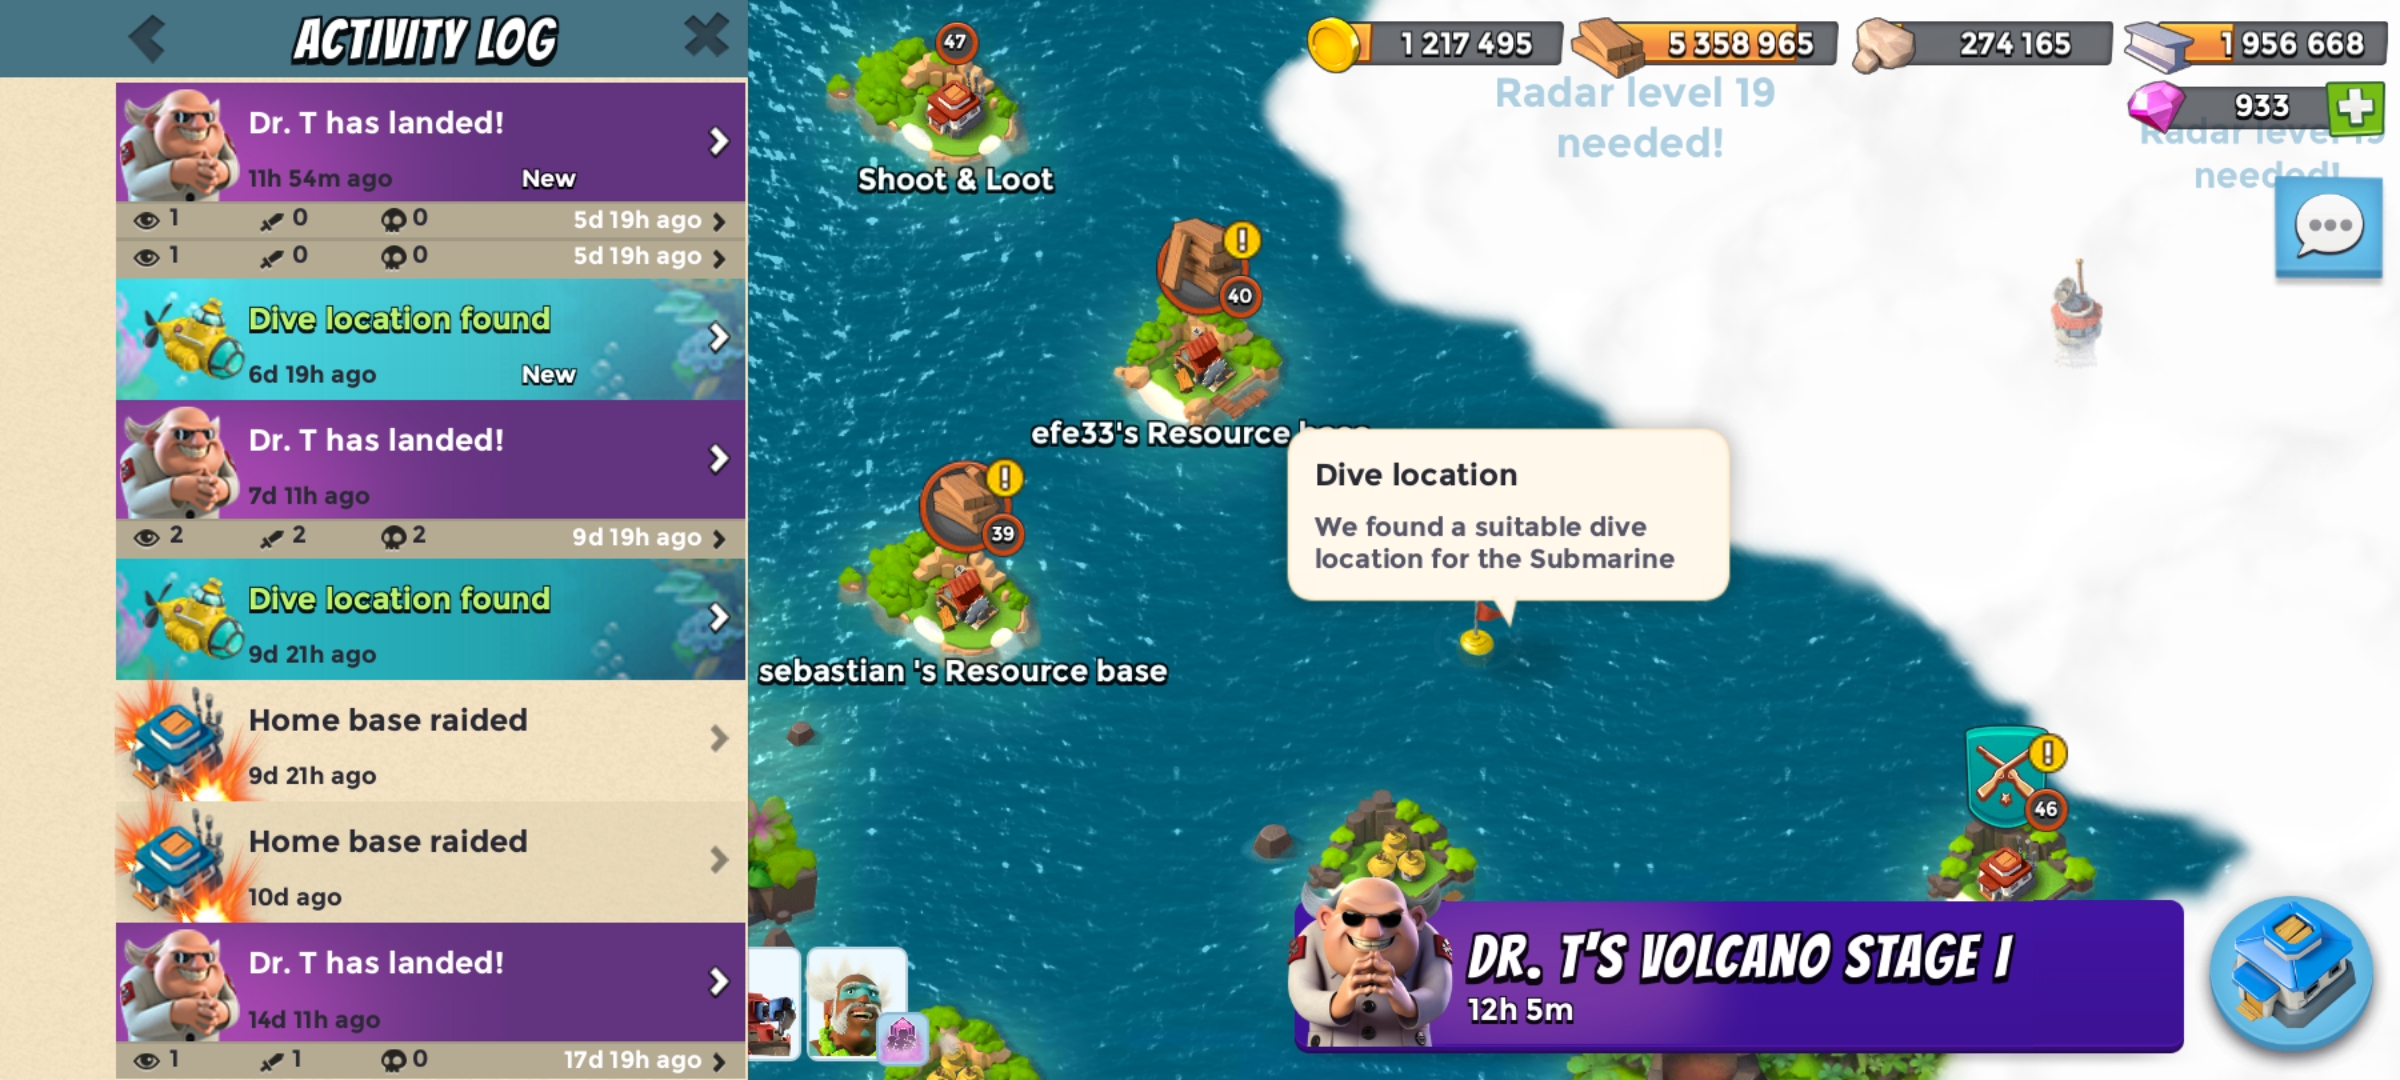 ACTIVITY LOG
Dr. T has landed!
11h 54m ago
New
1
0
0
5d 19h ago
1
0
0
5d 19h ago
Dive location found
6d 19h ago
New
Dr. T has landed!
7d 11h ago
2
2
2
9d 19h ago
Dive location found
9d 21h ago
Home base raided
9d 21h ago
Home base raided
10d ago
Dr. T has landed!
14d 11h ago
1
1
0
17d 19h ago
1 217 495
5 358 965
274 165
1 956 668
933
Radar level 19
needed!
Radar level
needed!
47
Shoot & Loot
40
efe33's Resource
39
sebastian 's Resource base
Dive location
We found a suitable dive
location for the Submarine
46
DR. T'S VOLCANO STAGE I
12h 5m